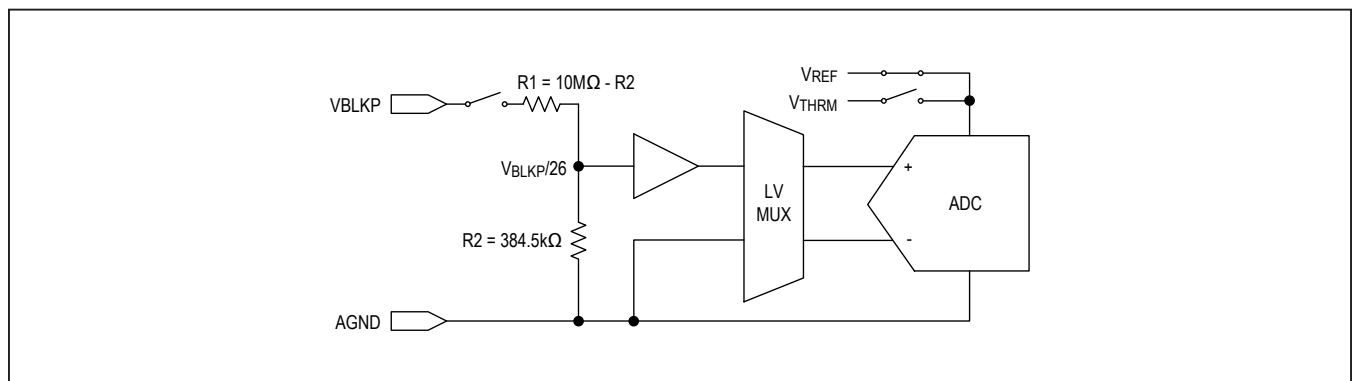 R1 = 10MΩ - R2
VBLKP
VREF
VTHRM
VBLKP/26
LV
MUX
+
ADC
-
R2 = 384.5kΩ
AGND